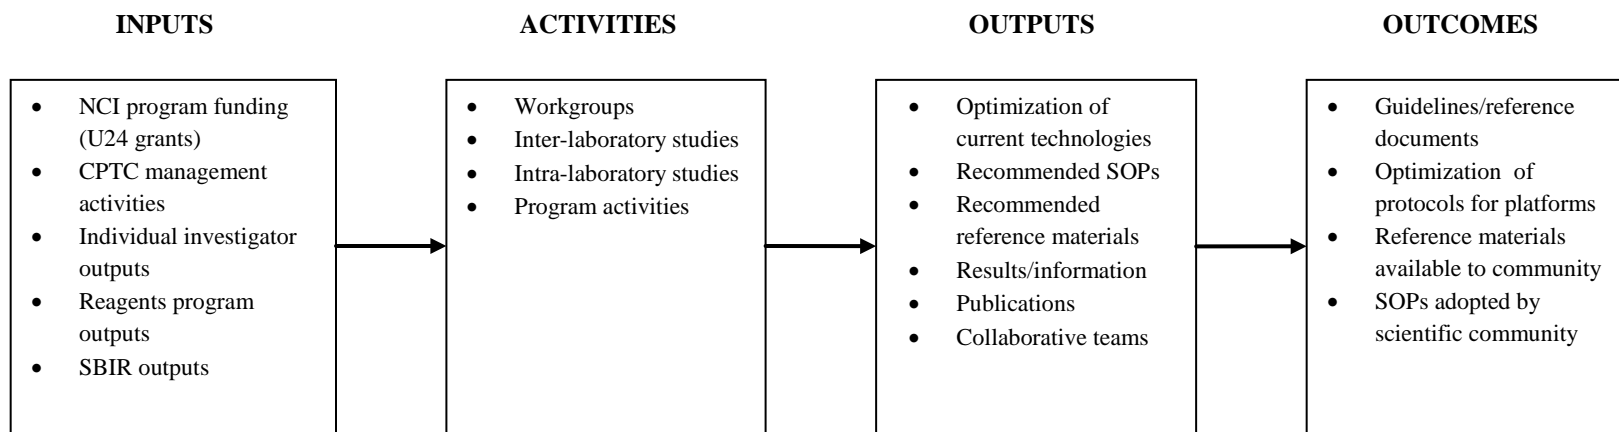 INPUTS
• NCI program funding
(U24 grants)
• CPTC management
activities
• Individual investigator
outputs
• Reagents program
outputs
• SBIR outputs
ACTIVITIES
• Workgroups
• Inter-laboratory studies
• Intra-laboratory studies
• Program activities
OUTPUTS
• Optimization of
current technologies
• Recommended SOPs
• Recommended
reference materials
• Results/information
• Publications
• Collaborative teams
OUTCOMES
• Guidelines/reference
documents
• Optimization of
protocols for platforms
• Reference materials
available to community
• SOPs adopted by
scientific community